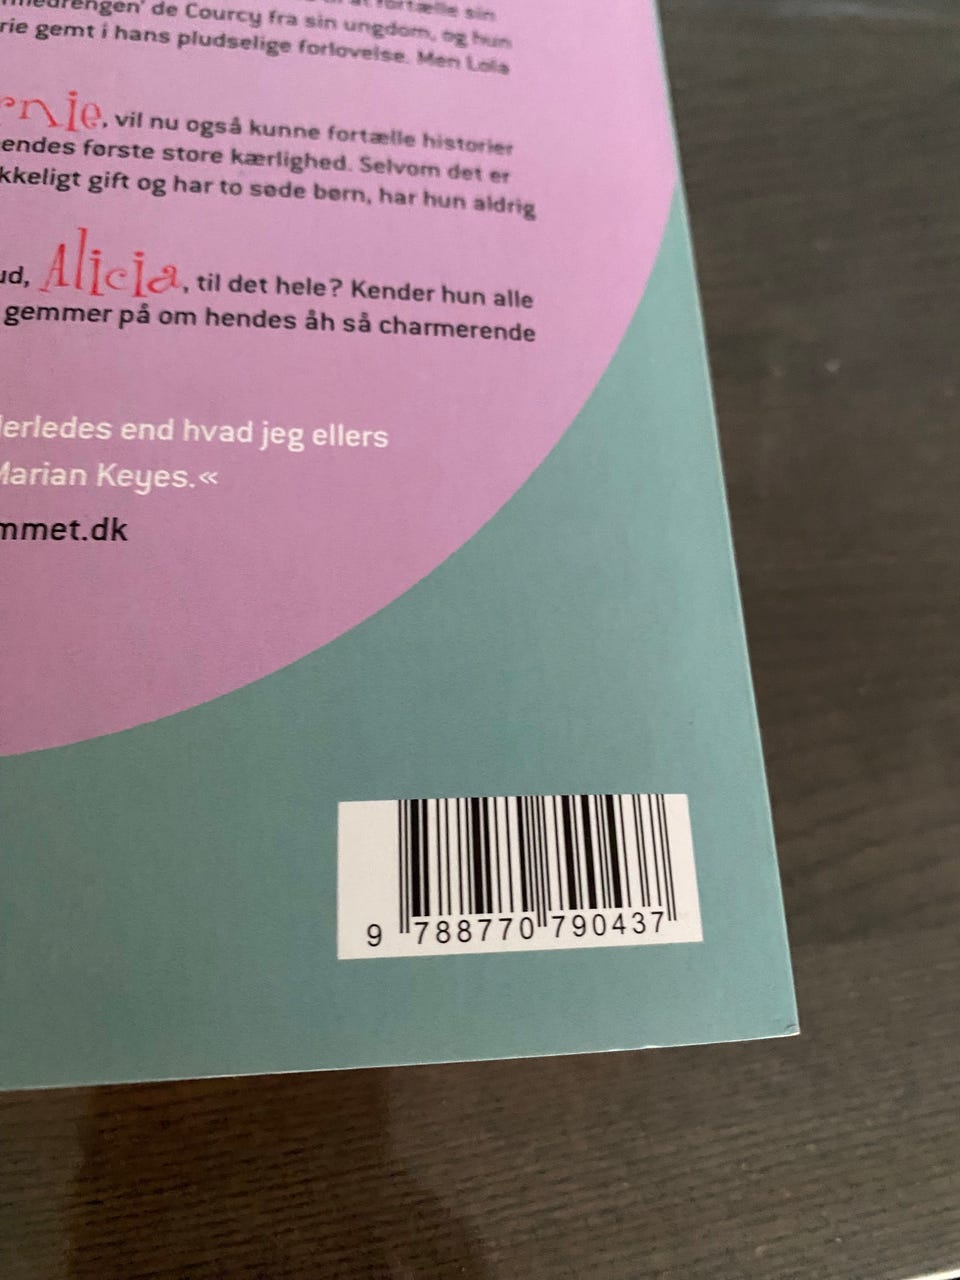 de Courcy fra sin ungdom, og hun
rie gemt i hans pludselige forlovelse. Men Lola
, vil nu også kunne fortælle historier
endes første store kærlighed. Selvom det er
kkeligt gift og har to søde børn, har hun aldrig
ud, Alicia, til det hele? Kender hun alle
gemmer på om hendes åh så charmerende
lerledes end hvad jeg ellers
Marian Keyes.«
mmet.dk
9 788770 790437